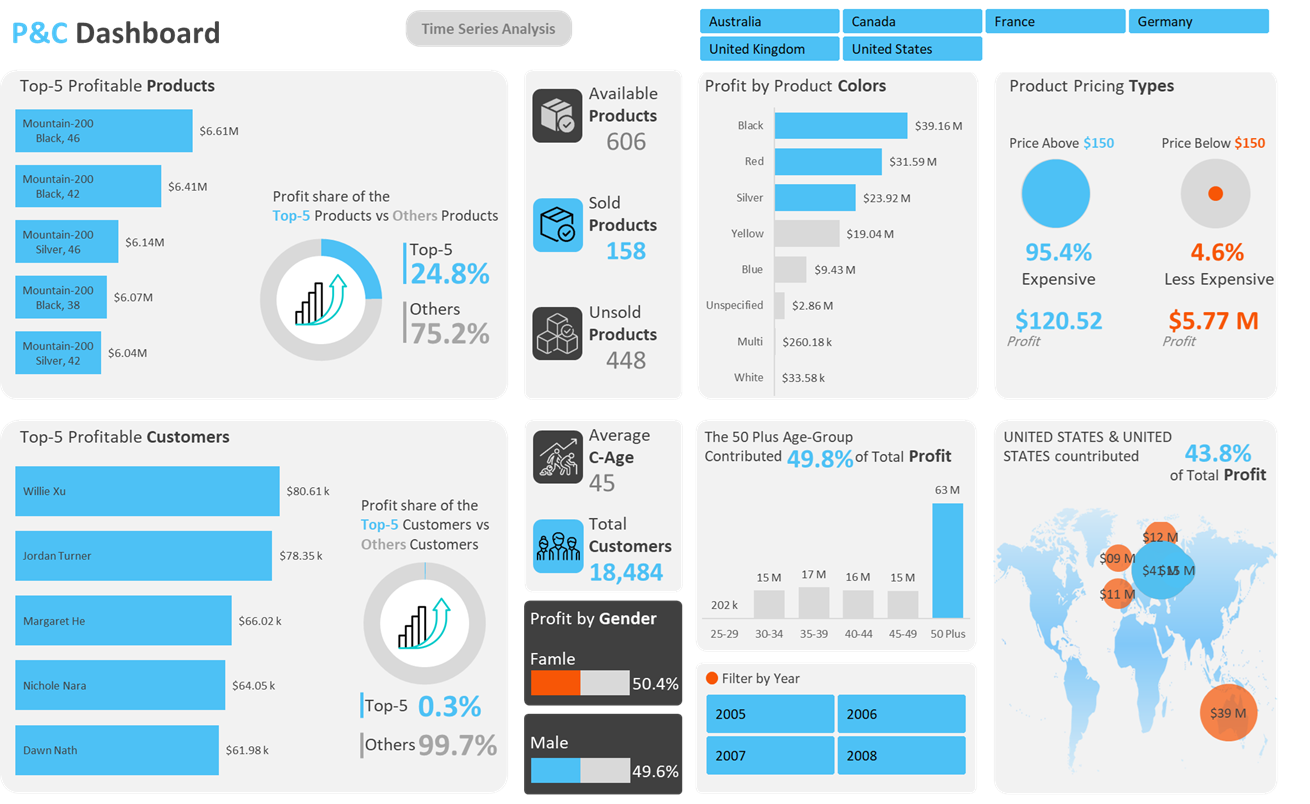 P&C Dashboard
Time Series Analysis
Australia
Canada
France
Germany
United Kingdom
United States
Top-5 Profitable Products
Mountain-200
Black, 46
$6.61M
Mountain-200
Black, 42
$6.41M
Mountain-200
Silver, 46
$6.14M
Mountain-200
Black, 38
$6.07M
Mountain-200
Silver, 42
$6.04M
Profit share of the
Top-5 Products vs Others Products
Top-5
24.8%
Others
75.2%
Available
Products
606
Sold
Products
158
Unsold
Products
448
Profit by Product Colors
Black $39.16 M
Red $31.59 M
Silver $23.92 M
Yellow $19.04 M
Blue $9.43 M
Unspecified $2.86 M
Multi $260.18 k
White $33.58 k
Product Pricing Types
Price Above $150
95.4%
Expensive
$120.52
Profit
Price Below $150
4.6%
Less Expensive
$5.77 M
Profit
Top-5 Profitable Customers
Willie Xu $80.61 k
Jordan Turner $78.35 k
Margaret He $66.02 k
Nichole Nara $64.05 k
Dawn Nath $61.98 k
Profit share of the
Top-5 Customers vs
Others Customers
Top-5 0.3%
Others 99.7%
Average
C-Age
45
Total
Customers
18,484
Profit by Gender
Famle
50.4%
Male
49.6%
The 50 Plus Age-Group
Contributed 49.8% of Total Profit
202 k
15 M
17 M
16 M
15 M
63 M
25-29 30-34 35-39 40-44 45-49 50 Plus
Filter by Year
2005
2006
2007
2008
UNITED STATES & UNITED
STATES countributed
43.8%
of Total Profit
$12 M
$09 M
$11 M
$39 M